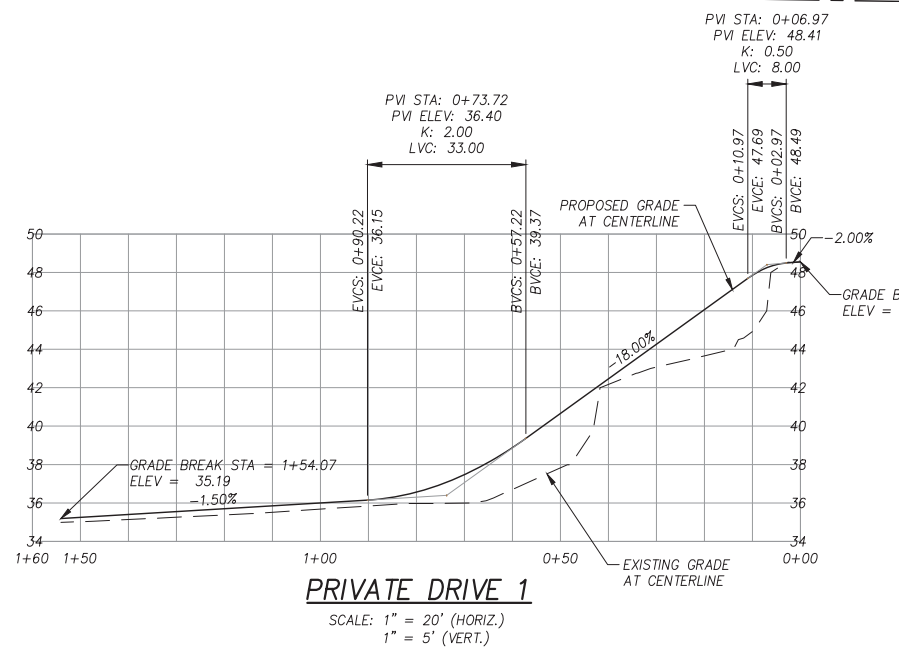 PVI STA: 0+06.97
PVI ELEV: 48.41
K: 0.50
LVC: 8.00
PVI STA: 0+73.72
PVI ELEV: 36.40
K: 2.00
LVC: 33.00
EVCS: 0+90.22
EVCE: 36.15
BVCS: 0+57.22
BVCE: 39.37
EVCS: 0+10.97
EVCE: 47.69
BVCS: 0+02.97
BVCE: 48.49
PROPOSED GRADE
AT CENTERLINE
50
48
46
44
42
40
38
36
34
50
48
46
44
42
40
38
36
34
-2.00%
GRADE B
ELEV =
-18.00%
GRADE BREAK STA = 1+54.07
ELEV = 35.19
-1.50%
EXISTING GRADE
AT CENTERLINE
1+60 1+50 1+00 0+50 0+00
PRIVATE DRIVE 1
SCALE: 1" = 20' (HORIZ.)
1" = 5' (VERT.)